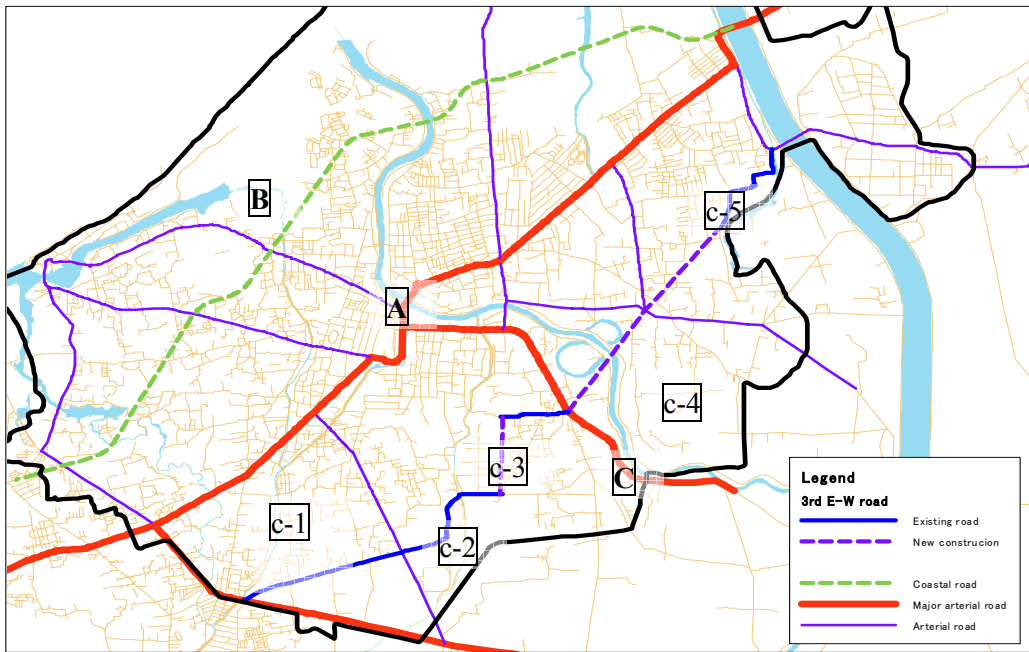 B
c-5
A
c-4
c-3
C
c-1
c-2
Legend
3rd E-W road
Existing road
New construcion
Coastal road
Major arterial road
Arterial road